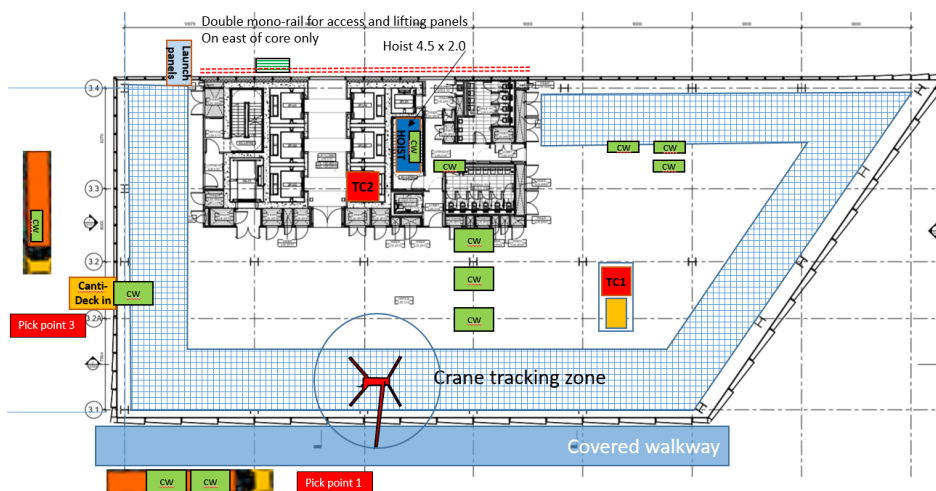 Double mono-rail for access and lifting panels
On east of core only
Hoist 4.5 x 2.0
Launch
panels
3.4
HOIST
CW
CW
CW
CW
CW
TC2
3.3
CW
CW
3.2
Canti-
Deck in
CW
CW
TC1
Pick point 3
3.2A
CW
Crane tracking zone
3.1
Covered walkway
CW
CW
Pick point 1